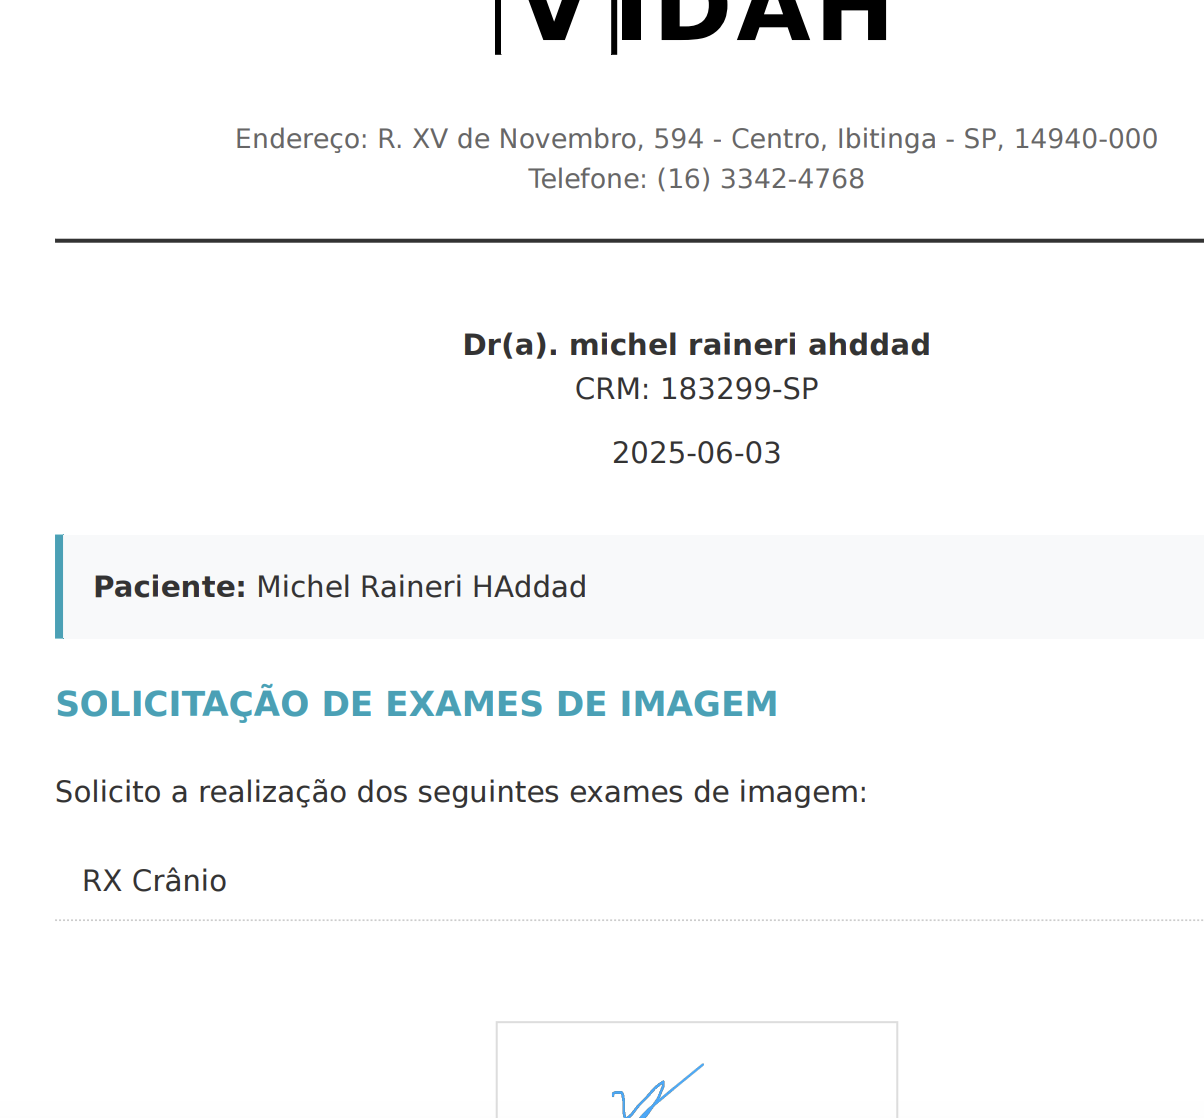 VIDAH
Endereço: R. XV de Novembro, 594 - Centro, Ibitinga - SP, 14940-000
Telefone: (16) 3342-4768
Dr(a). michel raineri ahddad
CRM: 183299-SP
2025-06-03
Paciente: Michel Raineri HAddad
SOLICITAÇÃO DE EXAMES DE IMAGEM
Solicito a realização dos seguintes exames de imagem:
RX Crânio